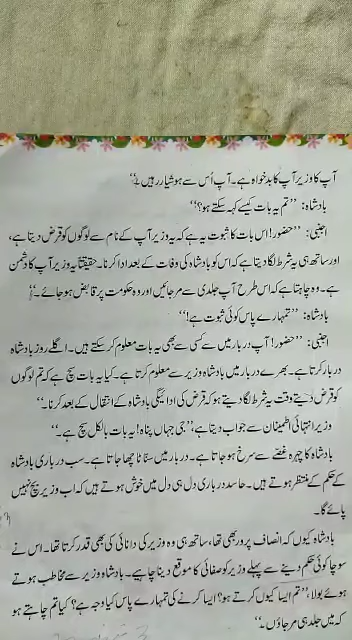 آپ کا وزیر آپ کا بدخواہ ہے۔ آپ اُس سے ہوشیار رہیں۔‘‘
بادشاہ: ’’تم یہ بات کیسے کہہ سکتے ہو؟‘‘
اجنبی: ’’حضور! اس بات کا ثبوت یہ ہے کہ یہ وزیر آپ کے نام سے لوگوں کو قرض دیتا ہے،
اور ساتھ ہی یہ شرط لگا دیتا ہے کہ اس کو بادشاہ کی وفات کے بعد ادا کرنا۔ حقیقتاً یہ وزیر آپ کا دشمن
ہے۔ وہ چاہتا ہے کہ اس طرح آپ جلدی سے مر جائیں اور وہ حکومت پر قابض ہو جائے۔‘‘
بادشاہ: ’’تمہارے پاس کوئی ثبوت ہے!‘‘
اجنبی: ’’حضور! آپ دربار میں سے کسی سے بھی یہ بات معلوم کر سکتے ہیں۔ اگلے روز بادشاہ
دربار کرتا ہے۔ بھرے دربار میں بادشاہ وزیر سے معلوم کرتا ہے۔ کیا یہ بات سچ ہے کہ تم لوگوں
کو قرض دیتے وقت یہ شرط لگا دیتے ہو کہ قرض کی ادائیگی بادشاہ کے انتقال کے بعد کرنا۔‘‘
وزیر انتہائی اطمینان سے جواب دیتا ہے، ’’جی جہاں پناہ! یہ بات بالکل سچ ہے۔‘‘
بادشاہ کا چہرہ غصّے سے سرخ ہو جاتا ہے۔ دربار میں سنّاٹا چھا جاتا ہے۔ سب درباری بادشاہ
کے حکم کے منتظر ہوتے ہیں۔ حاسد درباری دل ہی دل میں خوش ہوتے ہیں کہ اب وزیر بچ نہیں
پائے گا۔
بادشاہ کیوں کہ انصاف پرور بھی تھا، ساتھ ہی وہ وزیر کی دانائی کی بھی قدر کرتا تھا۔ اس نے
سوچا کوئی حکم دینے سے پہلے وزیر کو صفائی کا موقع دینا چاہیے۔ بادشاہ وزیر سے مخاطب ہوتے
ہوئے بولا: ’’تم ایسا کیوں کرتے ہو؟ ایسا کرنے کی تمہارے پاس کیا وجہ ہے؟ کیا تم چاہتے ہو
کہ میں جلد ہی مر جاؤں۔‘‘